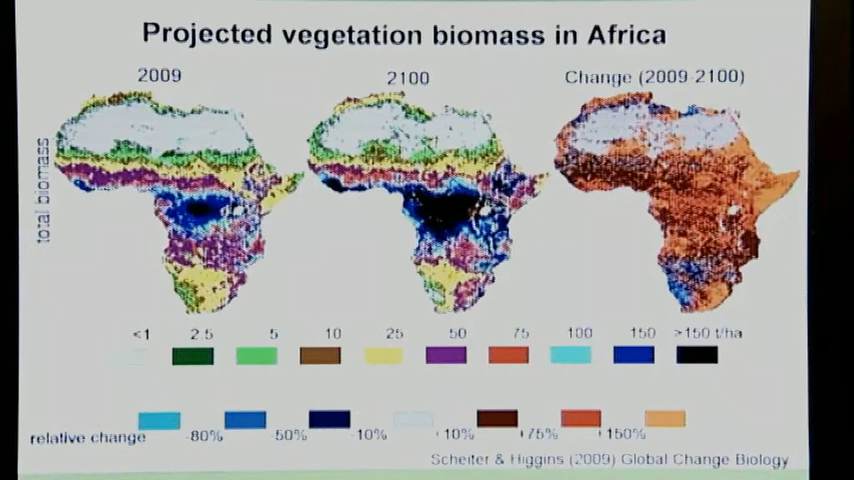 Projected vegetation biomass in Africa
2009 2100 Change (2009-2100)
total biomass
<1 2.5 5 10 25 50 75 100 150 >150 t/ha
relative change -80% -50% -10% +10% +75% +150%
Scheiter & Higgins (2009) Global Change Biology